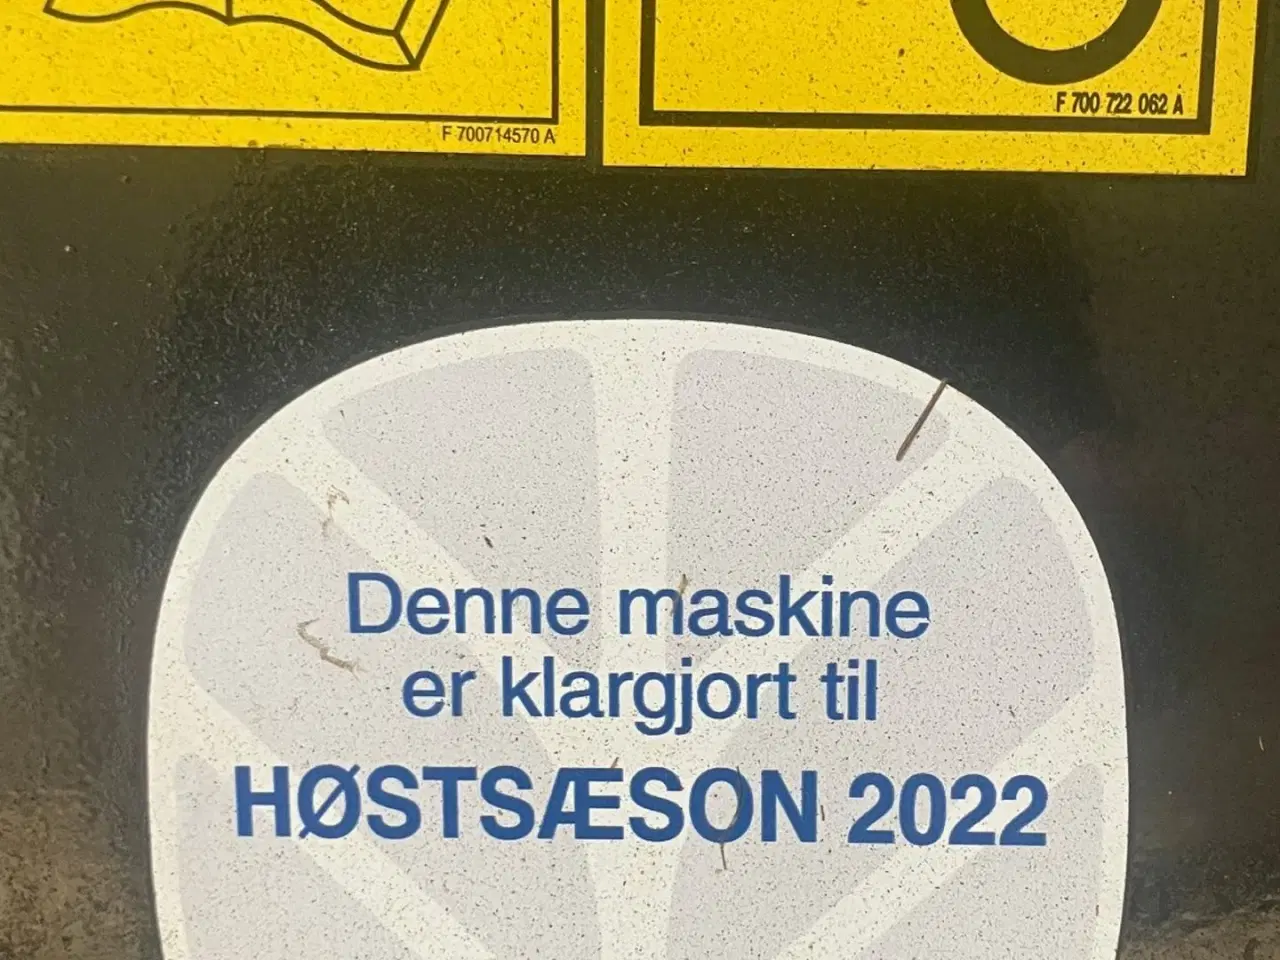 F 700714570 A
F 700 722 062 A
Denne maskine
er klargjort til
HØSTSÆSON 2022